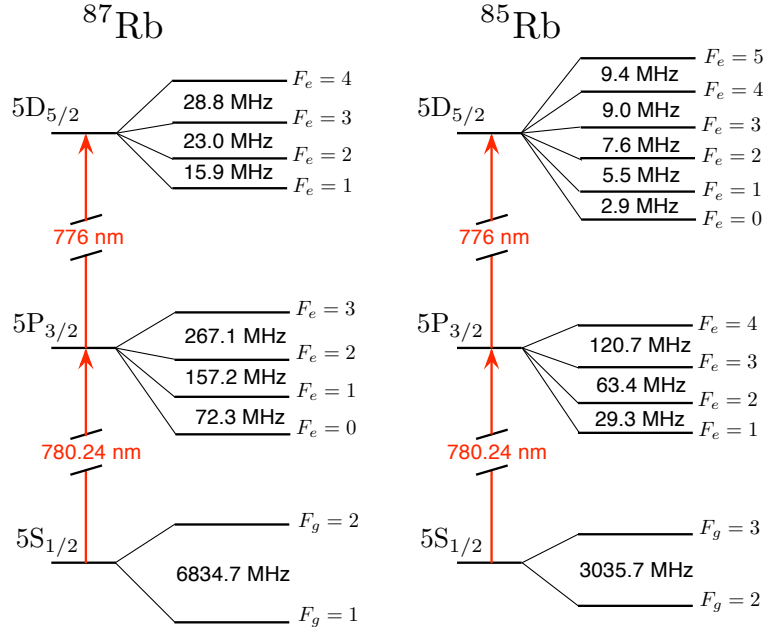 ⁸⁷Rb
5D₅/₂
Fₑ = 4
28.8 MHz
Fₑ = 3
23.0 MHz
Fₑ = 2
15.9 MHz
Fₑ = 1
776 nm
5P₃/₂
Fₑ = 3
267.1 MHz
Fₑ = 2
157.2 MHz
Fₑ = 1
72.3 MHz
Fₑ = 0
780.24 nm
5S₁/₂
F_g = 2
6834.7 MHz
F_g = 1
⁸⁵Rb
5D₅/₂
Fₑ = 5
9.4 MHz
Fₑ = 4
9.0 MHz
Fₑ = 3
7.6 MHz
Fₑ = 2
5.5 MHz
Fₑ = 1
2.9 MHz
Fₑ = 0
776 nm
5P₃/₂
Fₑ = 4
120.7 MHz
Fₑ = 3
63.4 MHz
Fₑ = 2
29.3 MHz
Fₑ = 1
780.24 nm
5S₁/₂
F_g = 3
3035.7 MHz
F_g = 2